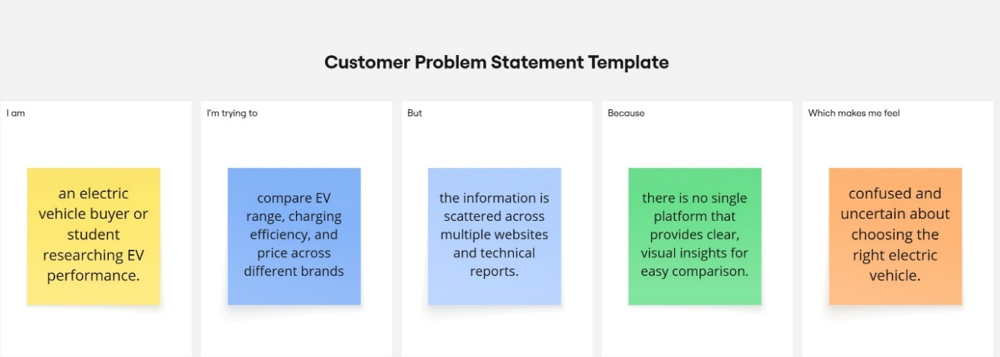 Customer Problem Statement Template
I am
an electric
vehicle buyer or
student
researching EV
performance.
I'm trying to
compare EV
range, charging
efficiency, and
price across
different brands
But
the information is
scattered across
multiple websites
and technical
reports.
Because
there is no single
platform that
provides clear,
visual insights for
easy comparison.
Which makes me feel
confused and
uncertain about
choosing the
right electric
vehicle.